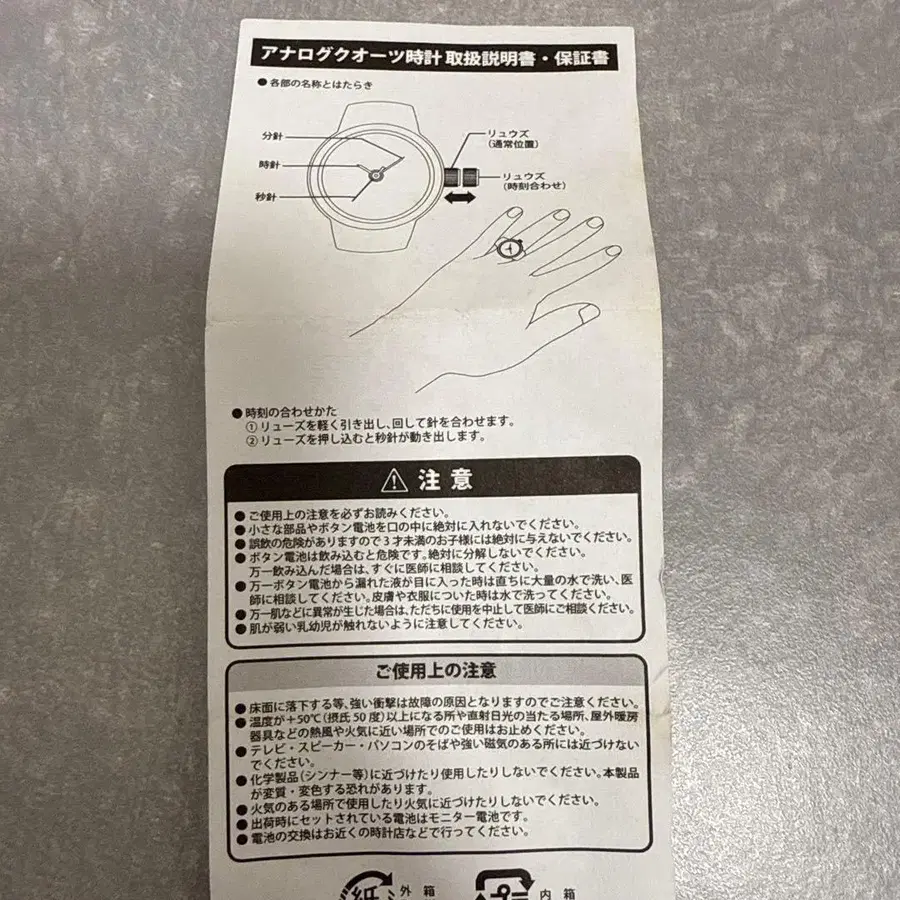 アナログクオーツ時計 取扱説明書・保証書
●各部の名称とはたらき
分針
時針
秒針
リュウズ
(通常位置)
リュウズ
(時刻合わせ)
●時刻の合わせかた
①リューズを軽く引き出し、回して針を合わせます。
②リューズを押し込むと秒針が動き出します。
注意
●ご使用上の注意を必ずお読みください。
●小さな部品やボタン電池を口の中に絶対に入れないでください。
●誤飲の危険がありますので3才未満のお子様には絶対に与えないでください。
●ボタン電池は飲み込むと危険です。絶対に分解しないでください。
万一飲み込んだ場合は、すぐに医師に相談してください。
●万一ボタン電池から漏れた液が目に入った時は直ちに大量の水で洗い、医
師に相談してください。皮膚や衣服についた時は水で洗ってください。
●万一肌などに異常が生じた場合は、ただちに使用を中止して医師にご相談ください。
●肌が弱い乳幼児が触れないように注意してください。
ご使用上の注意
●床面に落下する等、強い衝撃は故障の原因となりますのでご注意ください。
●温度が+50℃(摂氏50度)以上になる所や直射日光の当たる場所、屋外暖房
器具などの熱風や火気に近い場所でのご使用はお止めください。
●テレビ・スピーカー・パソコンのそばや強い磁気のある所には近づけない
でください。
●化学製品(シンナー等)に近づけたり使用したりしないでください。本製品
が変質・変色する恐れがあります。
●火気のある場所で使用したり火気に近づけたりしないでください。
●出荷時にセットされている電池はモニター電池です。
●電池の交換はお近くの時計店などで行ってください。
紙
外箱
プ
内箱